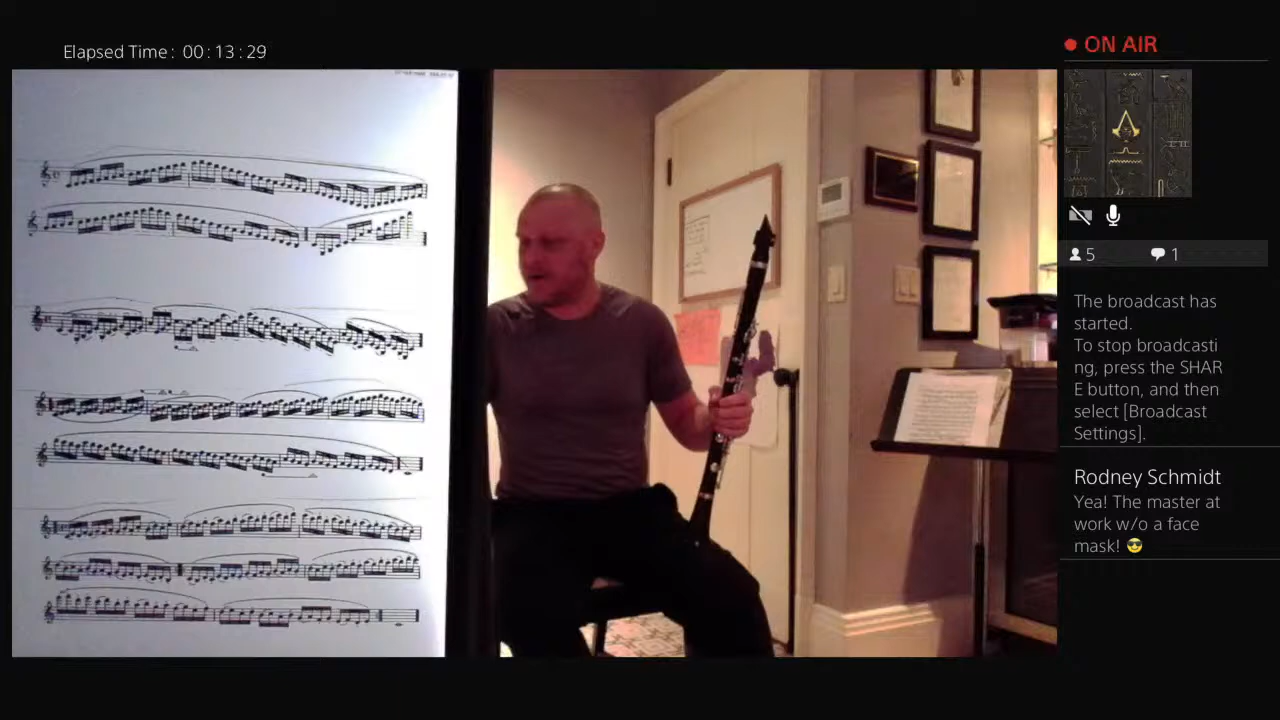 Elapsed Time: 00:13:29
ON AIR
5
1
The broadcast has
started.
To stop broadcasti
ng, press the SHAR
E button, and then
select [Broadcast
Settings].
Rodney Schmidt
Yea! The master at
work w/o a face
mask! 😎